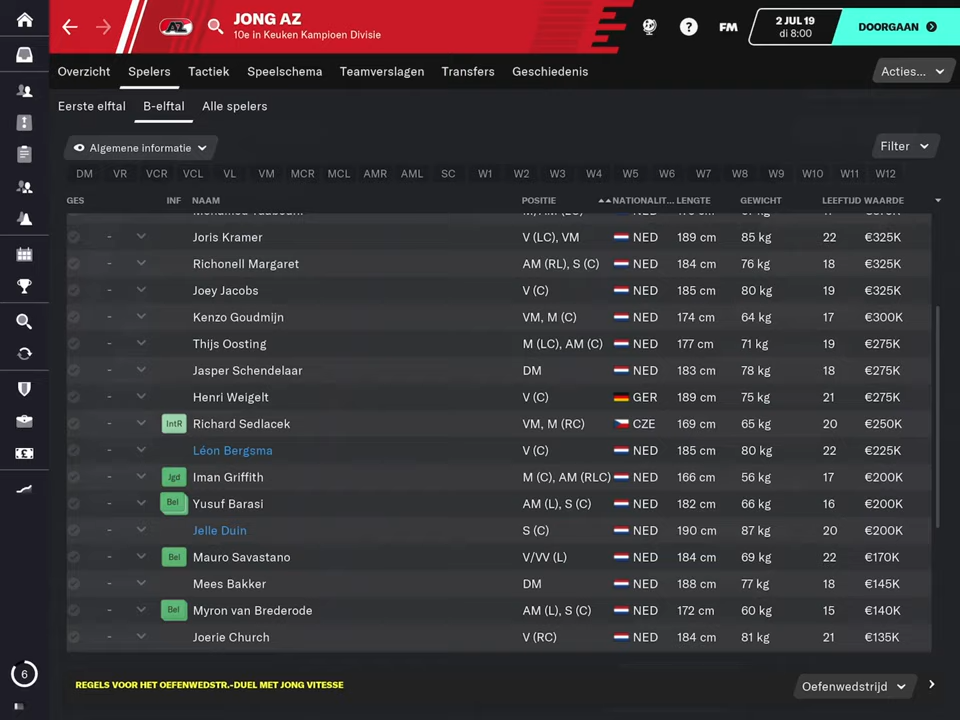 JONG AZ
10e in Keuken Kampioen Divisie
AZ
FM
2 JUL 19
di 8:00
DOORGAAN
Overzicht Spelers Tactiek Speelschema Teamverslagen Transfers Geschiedenis
Acties...
Eerste elftal B-elftal Alle spelers
Algemene informatie
Filter
DM VR VCR VCL VL VM MCR MCL AMR AML SC W1 W2 W3 W4 W5 W6 W7 W8 W9 W10 W11 W12
GES INF NAAM POSITIE NATIONALIT... LENGTE GEWICHT LEEFTIJD WAARDE
- Joris Kramer V (LC), VM NED 189 cm 85 kg 22 €325K
- Richonell Margaret AM (RL), S (C) NED 184 cm 76 kg 18 €325K
- Joey Jacobs V (C) NED 185 cm 80 kg 19 €325K
- Kenzo Goudmijn VM, M (C) NED 174 cm 64 kg 17 €300K
- Thijs Oosting M (LC), AM (C) NED 177 cm 71 kg 19 €275K
- Jasper Schendelaar DM NED 183 cm 78 kg 18 €275K
- Henri Weigelt V (C) GER 189 cm 75 kg 21 €275K
- IntR Richard Sedlacek VM, M (RC) CZE 169 cm 65 kg 20 €250K
- Léon Bergsma V (C) NED 185 cm 80 kg 22 €225K
- Jgd Iman Griffith M (C), AM (RLC) NED 166 cm 56 kg 17 €200K
- Bel Yusuf Barasi AM (L), S (C) NED 182 cm 66 kg 16 €200K
- Jelle Duin S (C) NED 190 cm 87 kg 20 €200K
- Bel Mauro Savastano V/VV (L) NED 184 cm 69 kg 22 €170K
- Mees Bakker DM NED 188 cm 77 kg 18 €145K
- Bel Myron van Brederode AM (L), S (C) NED 172 cm 60 kg 15 €140K
- Joerie Church V (RC) NED 184 cm 81 kg 21 €135K
6
REGELS VOOR HET OEFENWEDSTR.-DUEL MET JONG VITESSE
Oefenwedstrijd